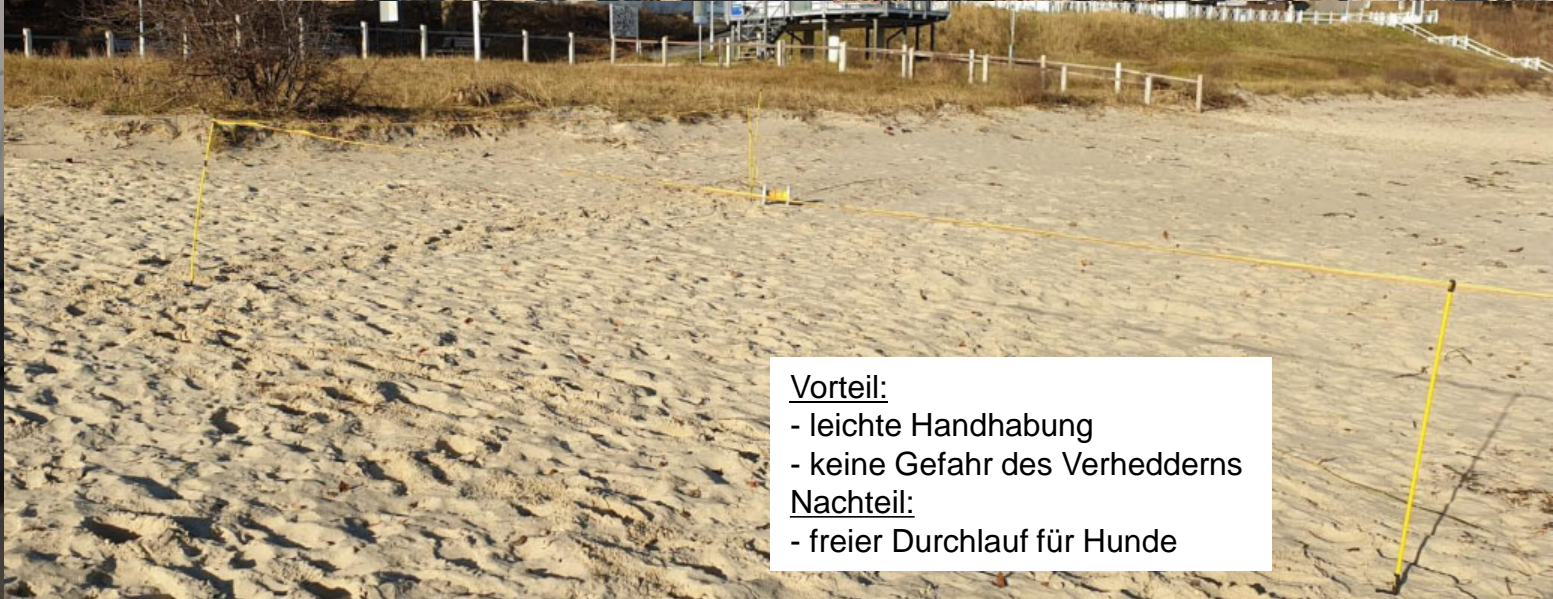 Vorteil:
- leichte Handhabung
- keine Gefahr des Verhedderns
Nachteil:
- freier Durchlauf für Hunde